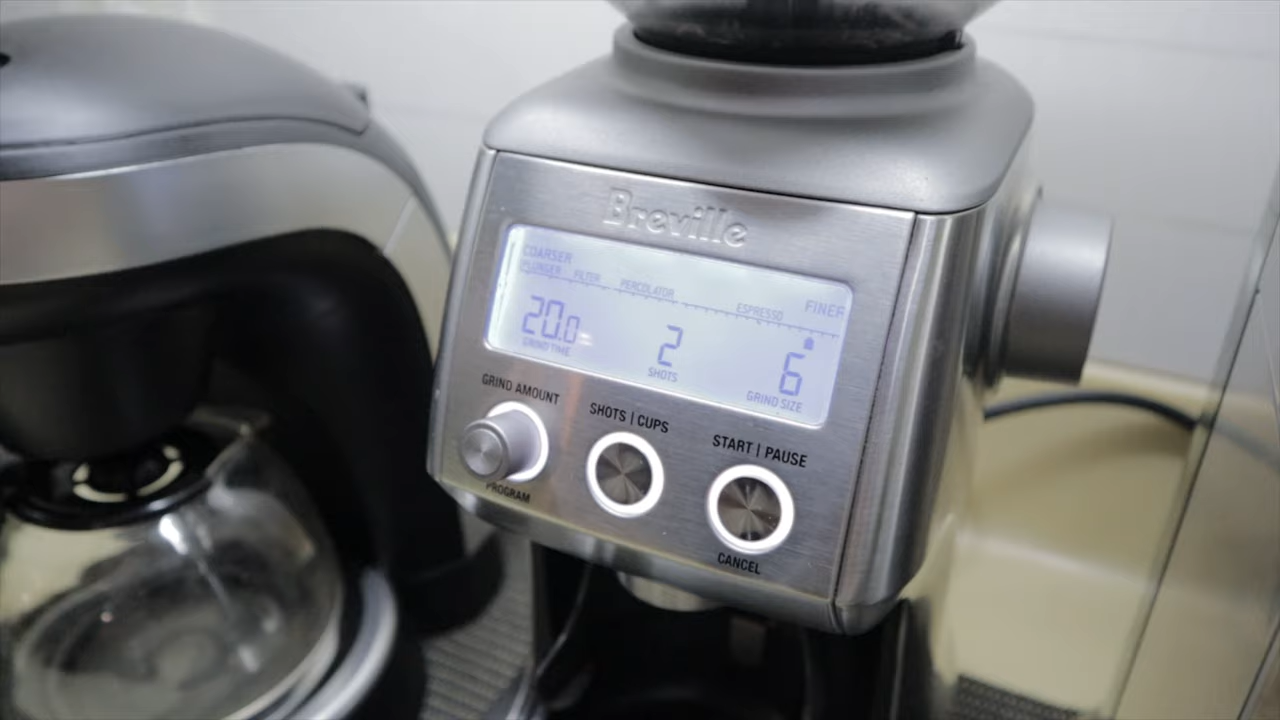 Breville
COARSER
PLUNGER FILTER PERCOLATOR ESPRESSO FINER
20.0 2 6
GRIND TIME SHOTS GRIND SIZE
GRIND AMOUNT SHOTS | CUPS START | PAUSE
PROGRAM CANCEL